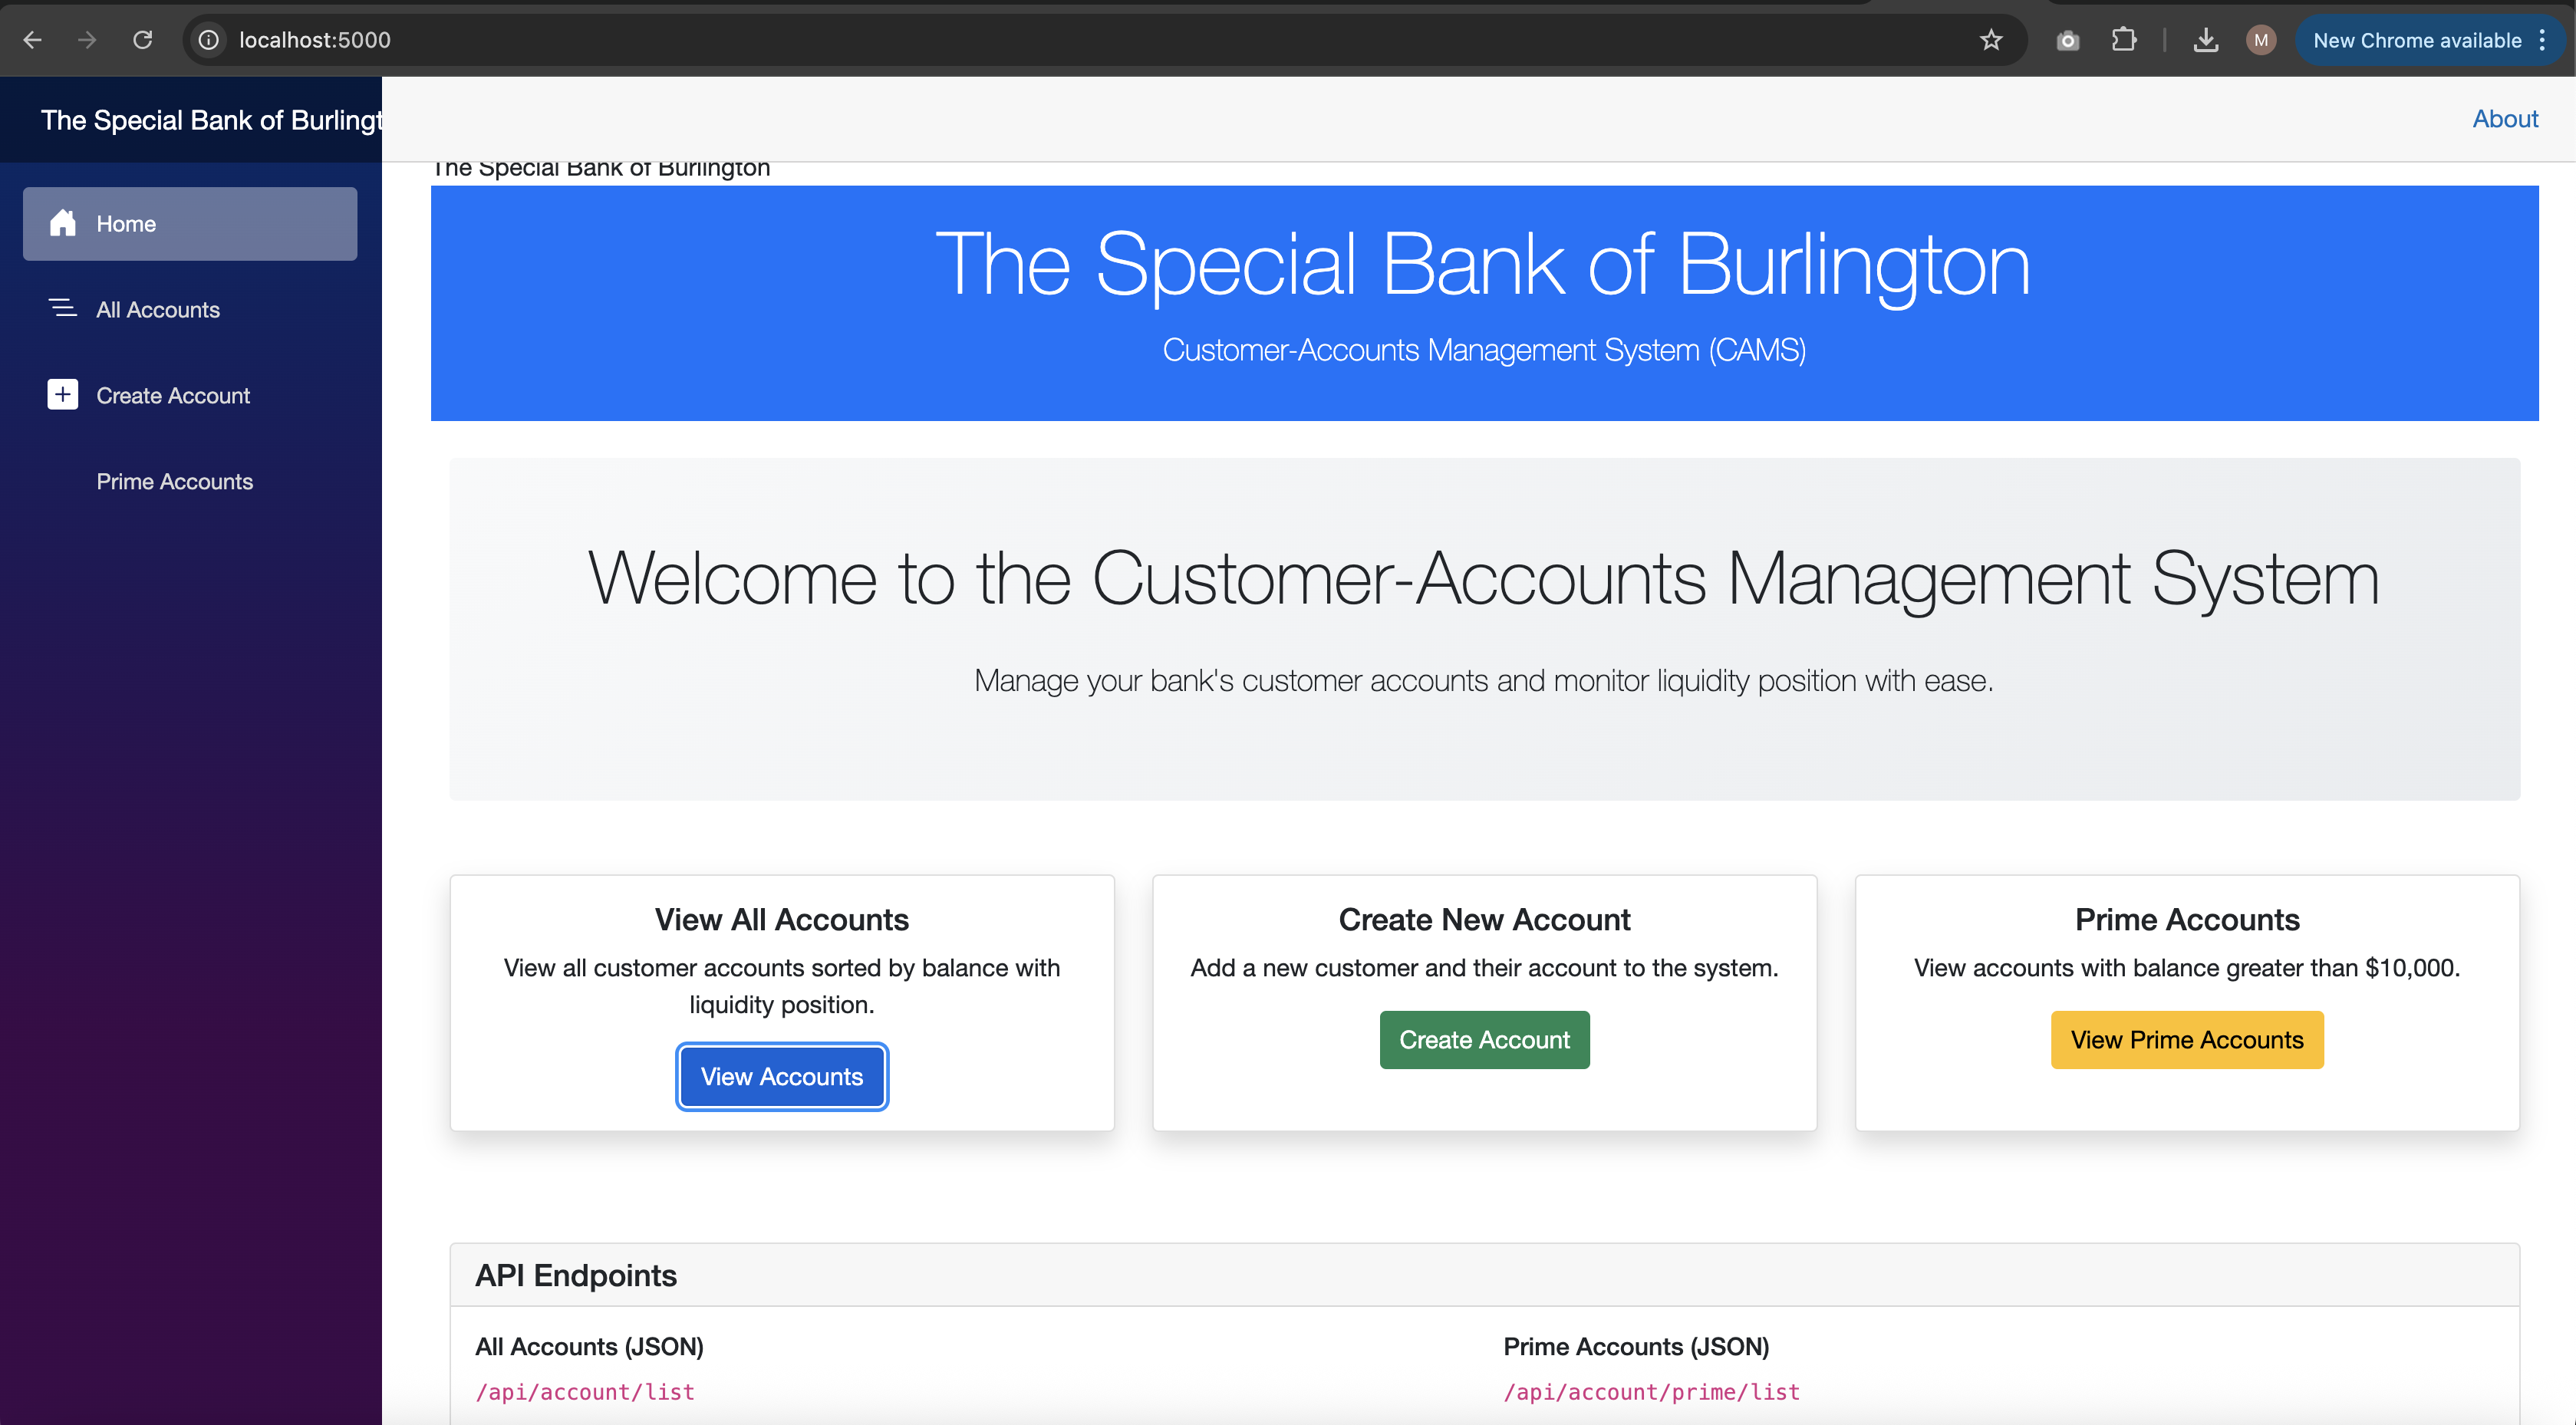 localhost:5000
M
New Chrome available
The Special Bank of Burlingt
About
Home
All Accounts
Create Account
Prime Accounts
The Special Bank of Burlington
The Special Bank of Burlington
Customer-Accounts Management System (CAMS)
Welcome to the Customer-Accounts Management System
Manage your bank's customer accounts and monitor liquidity position with ease.
View All Accounts
View all customer accounts sorted by balance with
liquidity position.
View Accounts
Create New Account
Add a new customer and their account to the system.
Create Account
Prime Accounts
View accounts with balance greater than $10,000.
View Prime Accounts
API Endpoints
All Accounts (JSON)
/api/account/list
Prime Accounts (JSON)
/api/account/prime/list